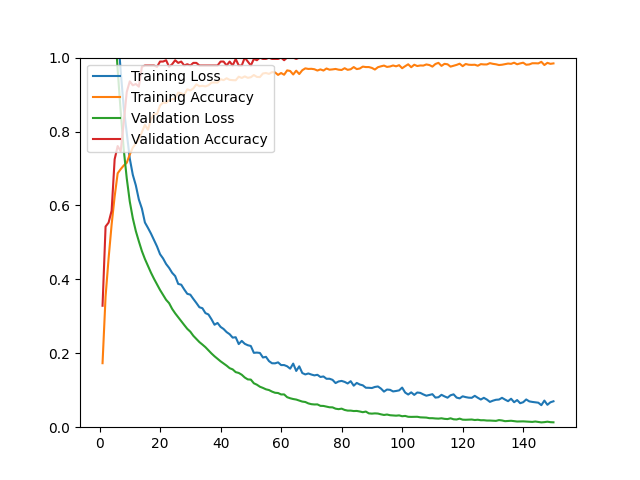 1.0
0.8
0.6
0.4
0.2
0.0
0 20 40 60 80 100 120 140
Training Loss
Training Accuracy
Validation Loss
Validation Accuracy